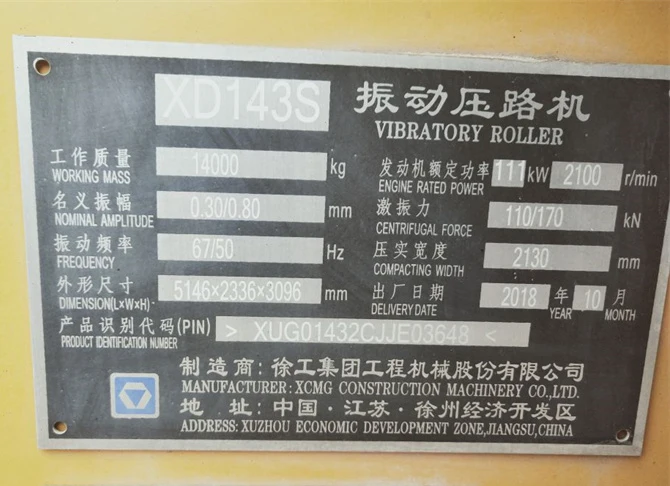 XD143S 振动压路机
VIBRATORY ROLLER
工作质量 14000 kg 发动机额定功率 111 kW 2100 r/min
WORKING MASS ENGINE RATED POWER
名义振幅 0.30/0.80 mm 激振力 110/170 kN
NOMINAL AMPLITUDE CENTRIFUGAL FORCE
振动频率 67/50 Hz 压实宽度 2130 mm
FREQUENCY COMPACTING WIDTH
外形尺寸 5146×2336×3096 mm 出厂日期 2018 年 10 月
DIMENSION(L×W×H) DELIVERY DATE YEAR MONTH
产品识别代码(PIN) > XUG01432CJJE03648 <
PRODUCT IDENTIFICATION NUMBER
制造商:徐工集团工程机械股份有限公司
MANUFACTURER:XCMG CONSTRUCTION MACHINERY CO.,LTD.
地 址:中国·江苏·徐州经济开发区
ADDRESS:XUZHOU ECONOMIC DEVELOPMENT ZONE,JIANGSU,CHINA